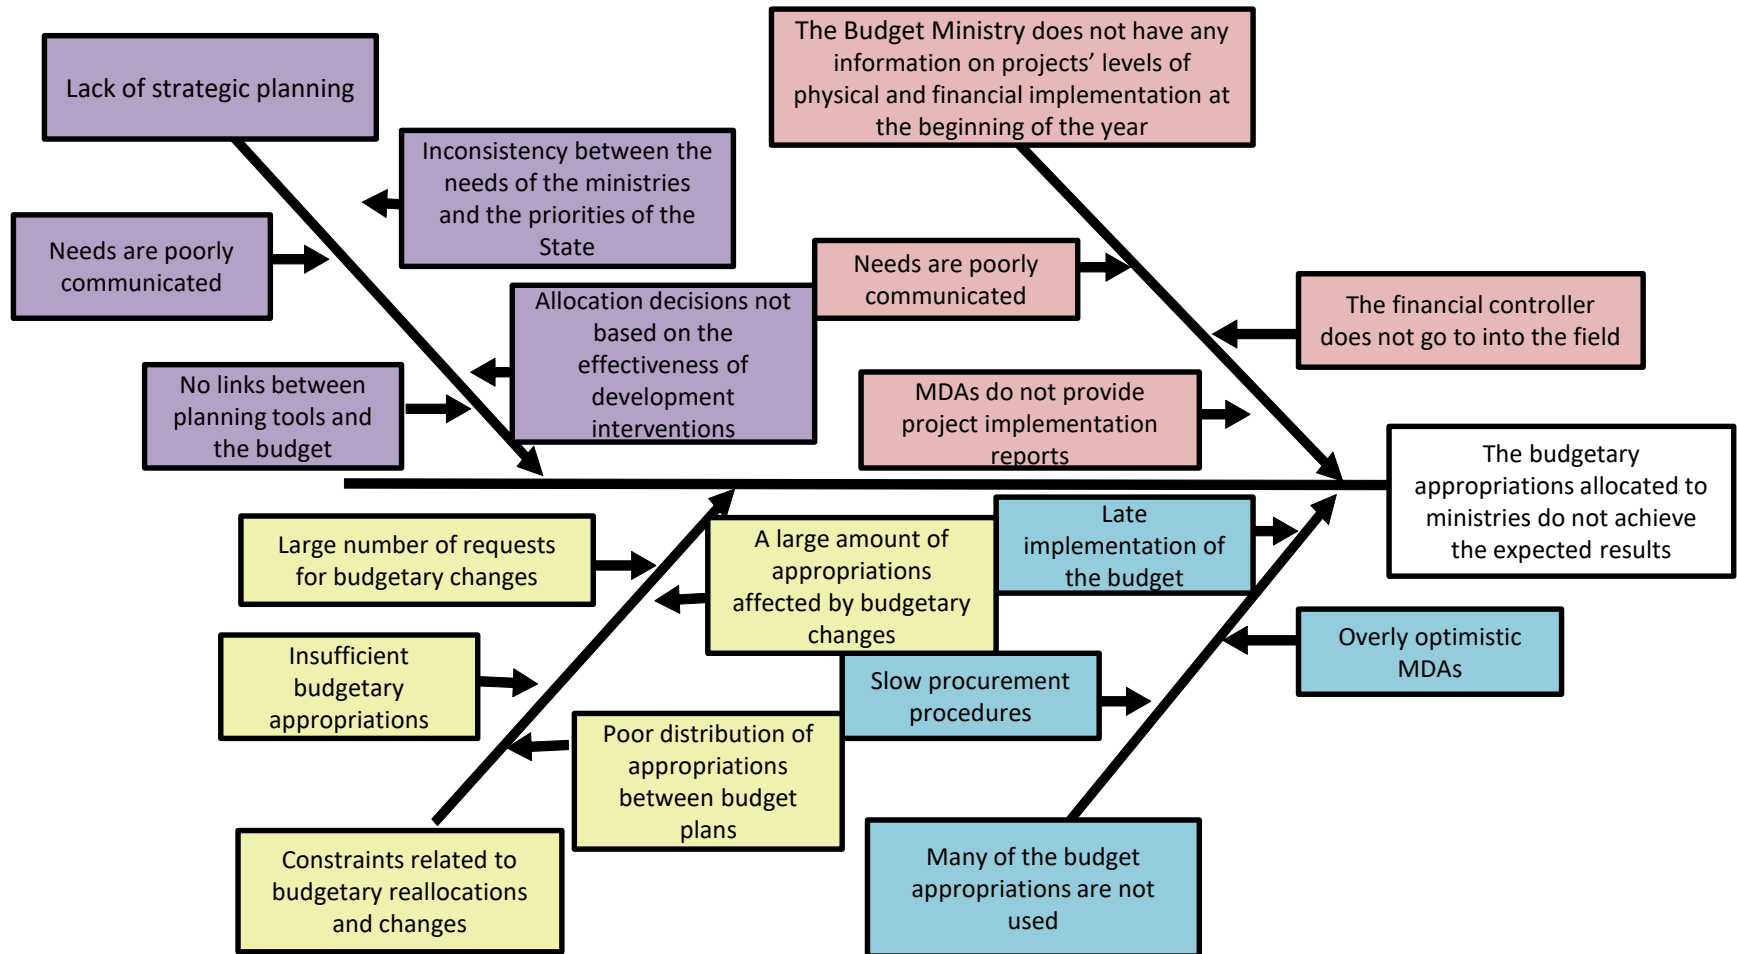 Lack of strategic planning
The Budget Ministry does not have any
information on projects’ levels of
physical and financial implementation at
the beginning of the year
Inconsistency between the
needs of the ministries
and the priorities of the
State
Needs are poorly
communicated
Needs are poorly
communicated
The financial controller
does not go to into the field
Allocation decisions not
based on the
effectiveness of
development
interventions
No links between
planning tools and
the budget
MDAs do not provide
project implementation
reports
The budgetary
appropriations allocated to
ministries do not achieve
the expected results
Large number of requests
for budgetary changes
A large amount of
appropriations
affected by budgetary
changes
Late
implementation of
the budget
Insufficient
budgetary
appropriations
Slow procurement
procedures
Overly optimistic
MDAs
Poor distribution of
appropriations
between budget
plans
Constraints related to
budgetary reallocations
and changes
Many of the budget
appropriations are not
used